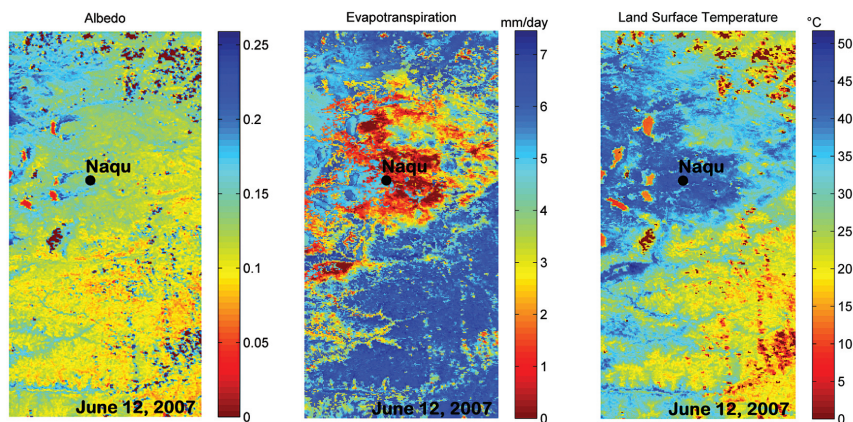 Albedo
0.25
0.2
0.15
0.1
0.05
0
Naqu
June 12, 2007
Evapotranspiration
mm/day
7
6
5
4
3
2
1
0
Naqu
June 12, 2007
Land Surface Temperature
°C
50
45
40
35
30
25
20
15
10
5
0
Naqu
June 12, 2007